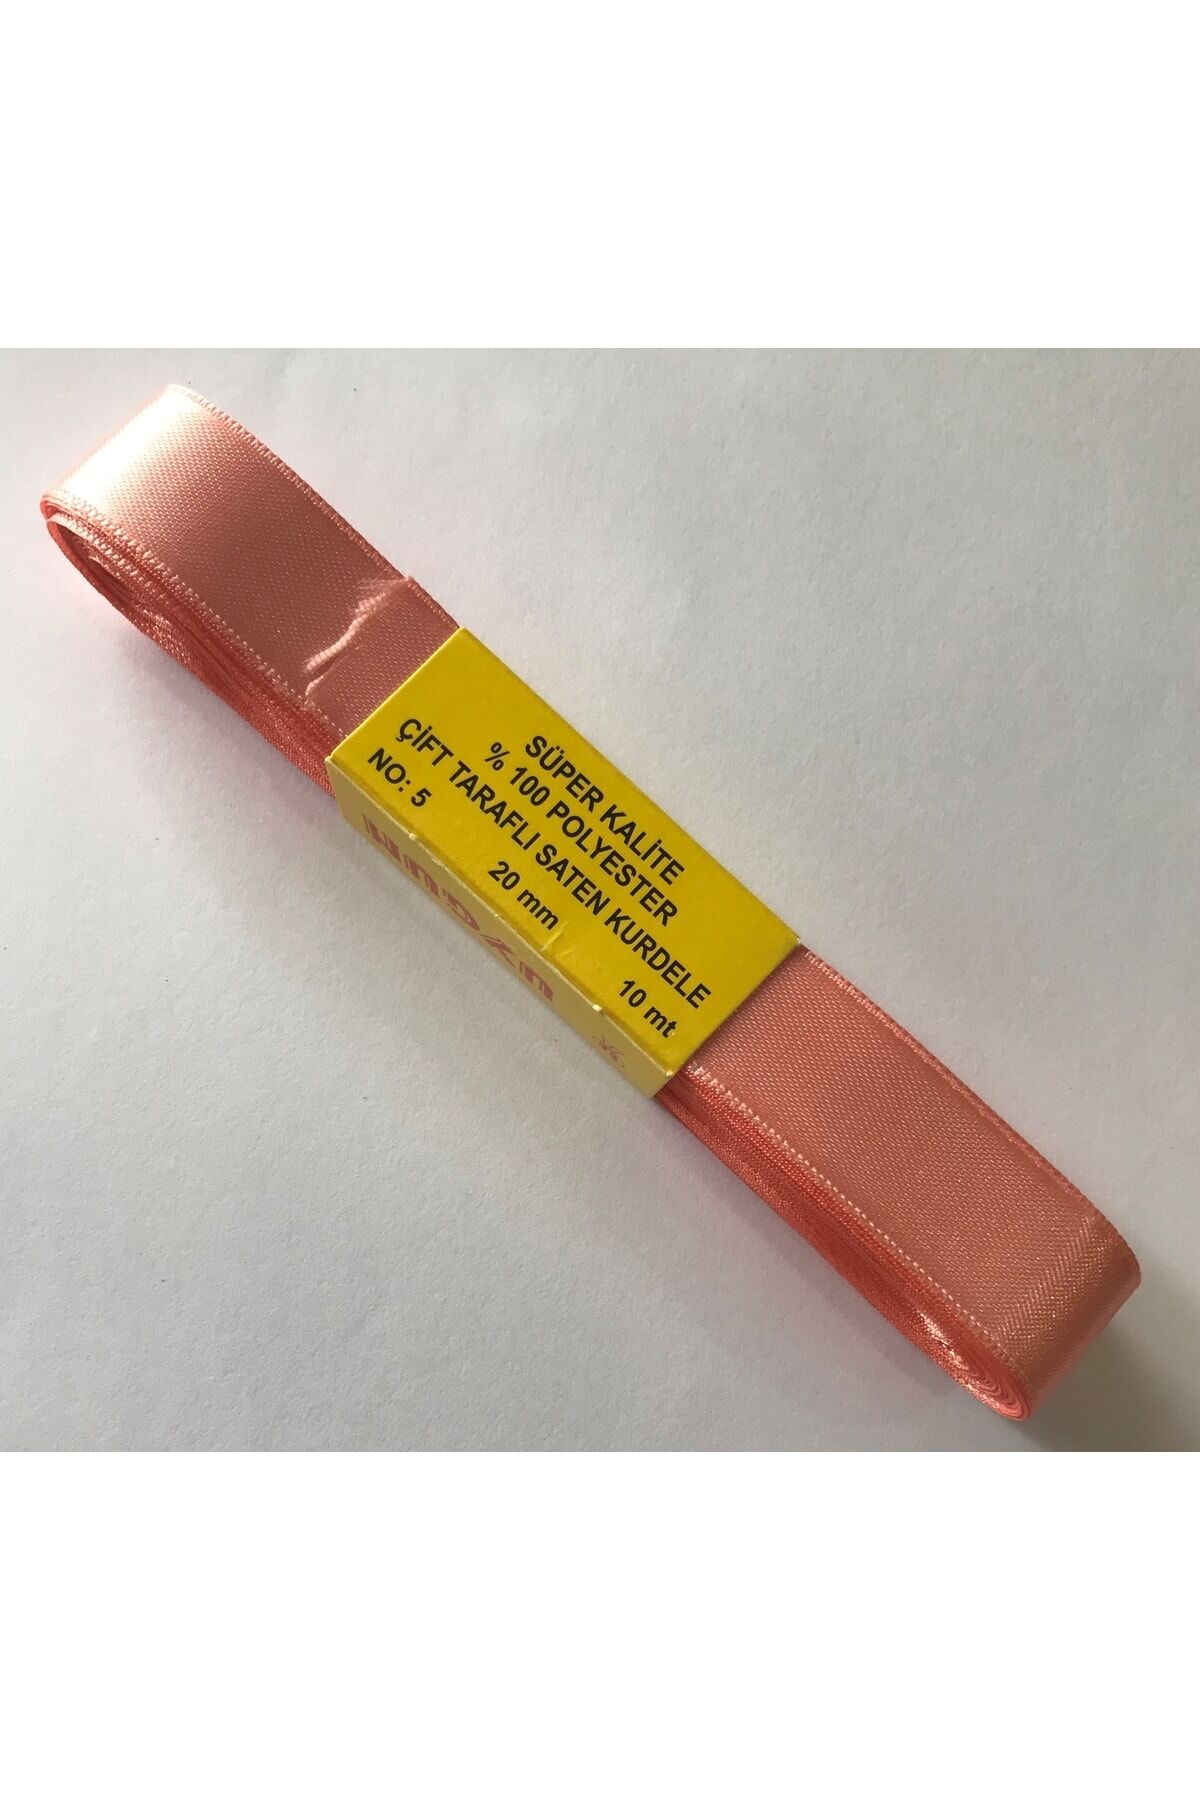 SÜPER KALİTE
% 100 POLYESTER
ÇİFT TARAFLI SATEN KURDELE
NO: 5 20 mm 10 mt